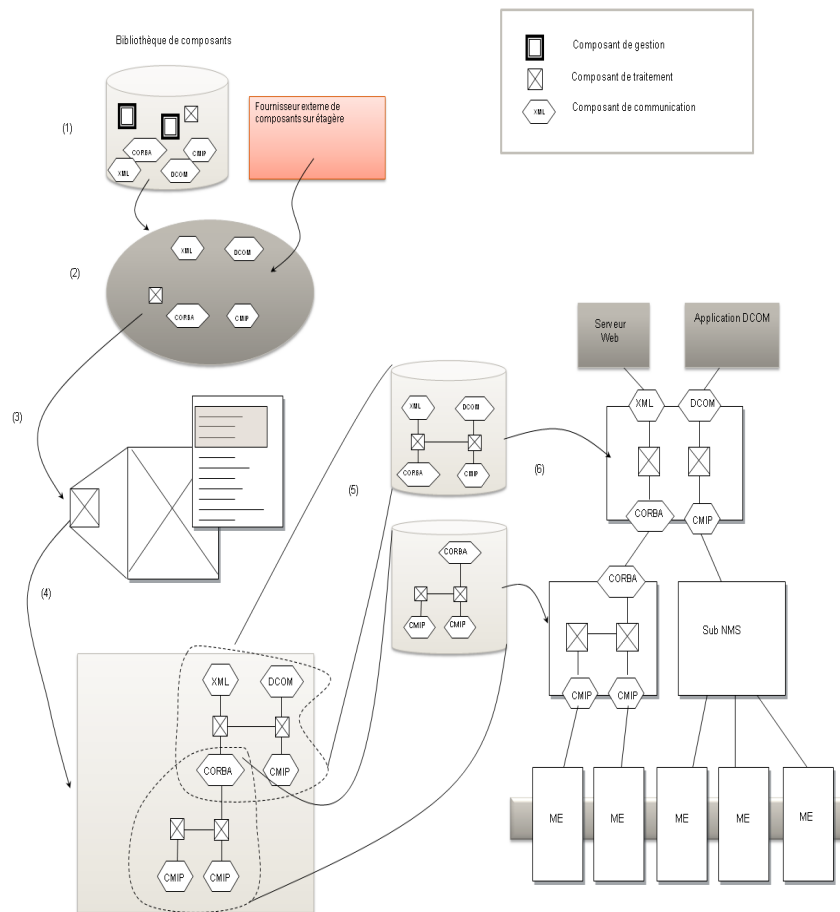 Bibliothèque de composants
Composant de gestion
Composant de traitement
XML
Composant de communication
(1)
Fournisseur externe de
composants sur étagère
CORBA
CMIP
XML
DCOM
(2)
XML
DCOM
CORBA
CMIP
Serveur
Web
Application DCOM
(3)
XML
DCOM
CORBA
CMIP
(5)
(6)
XML
DCOM
CORBA
CMIP
(4)
CORBA
CMIP
CMIP
CORBA
CMIP
CMIP
Sub NMS
XML
DCOM
CORBA
CMIP
CMIP
CMIP
ME
ME
ME
ME
ME